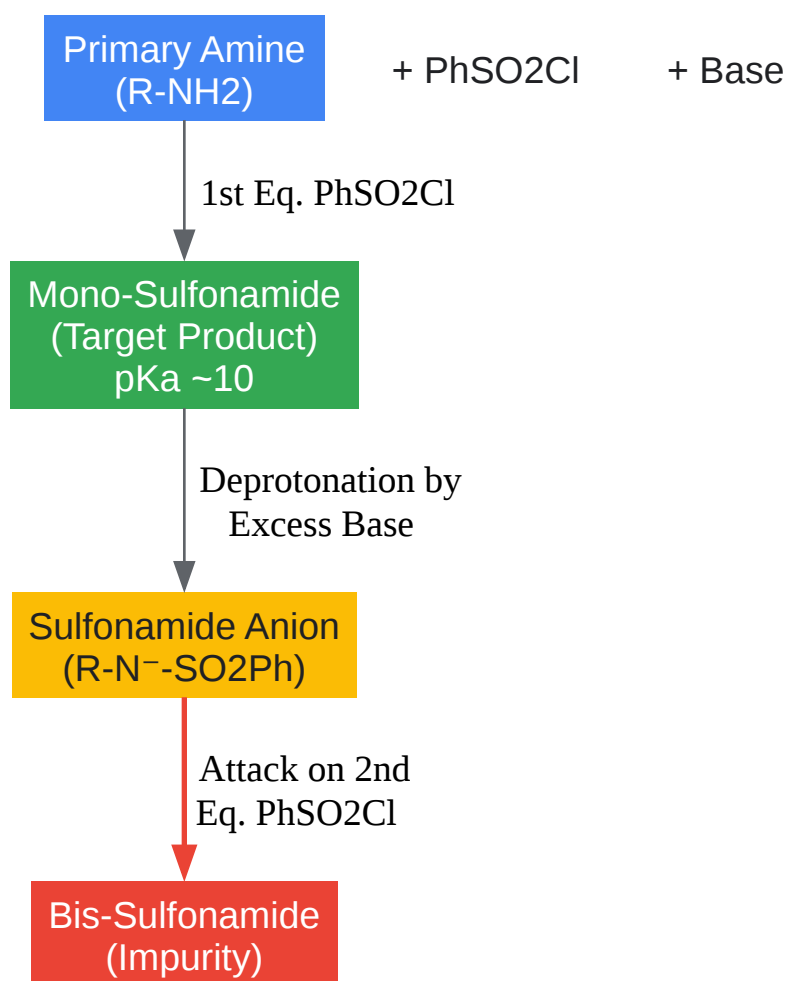 Primary Amine
(R-NH2)
+ PhSO2Cl
+ Base
1st Eq. PhSO2Cl
Mono-Sulfonamide
(Target Product)
pKa ~10
Deprotonation by
Excess Base
Sulfonamide Anion
(R-N⁻-SO2Ph)
Attack on 2nd
Eq. PhSO2Cl
Bis-Sulfonamide
(Impurity)